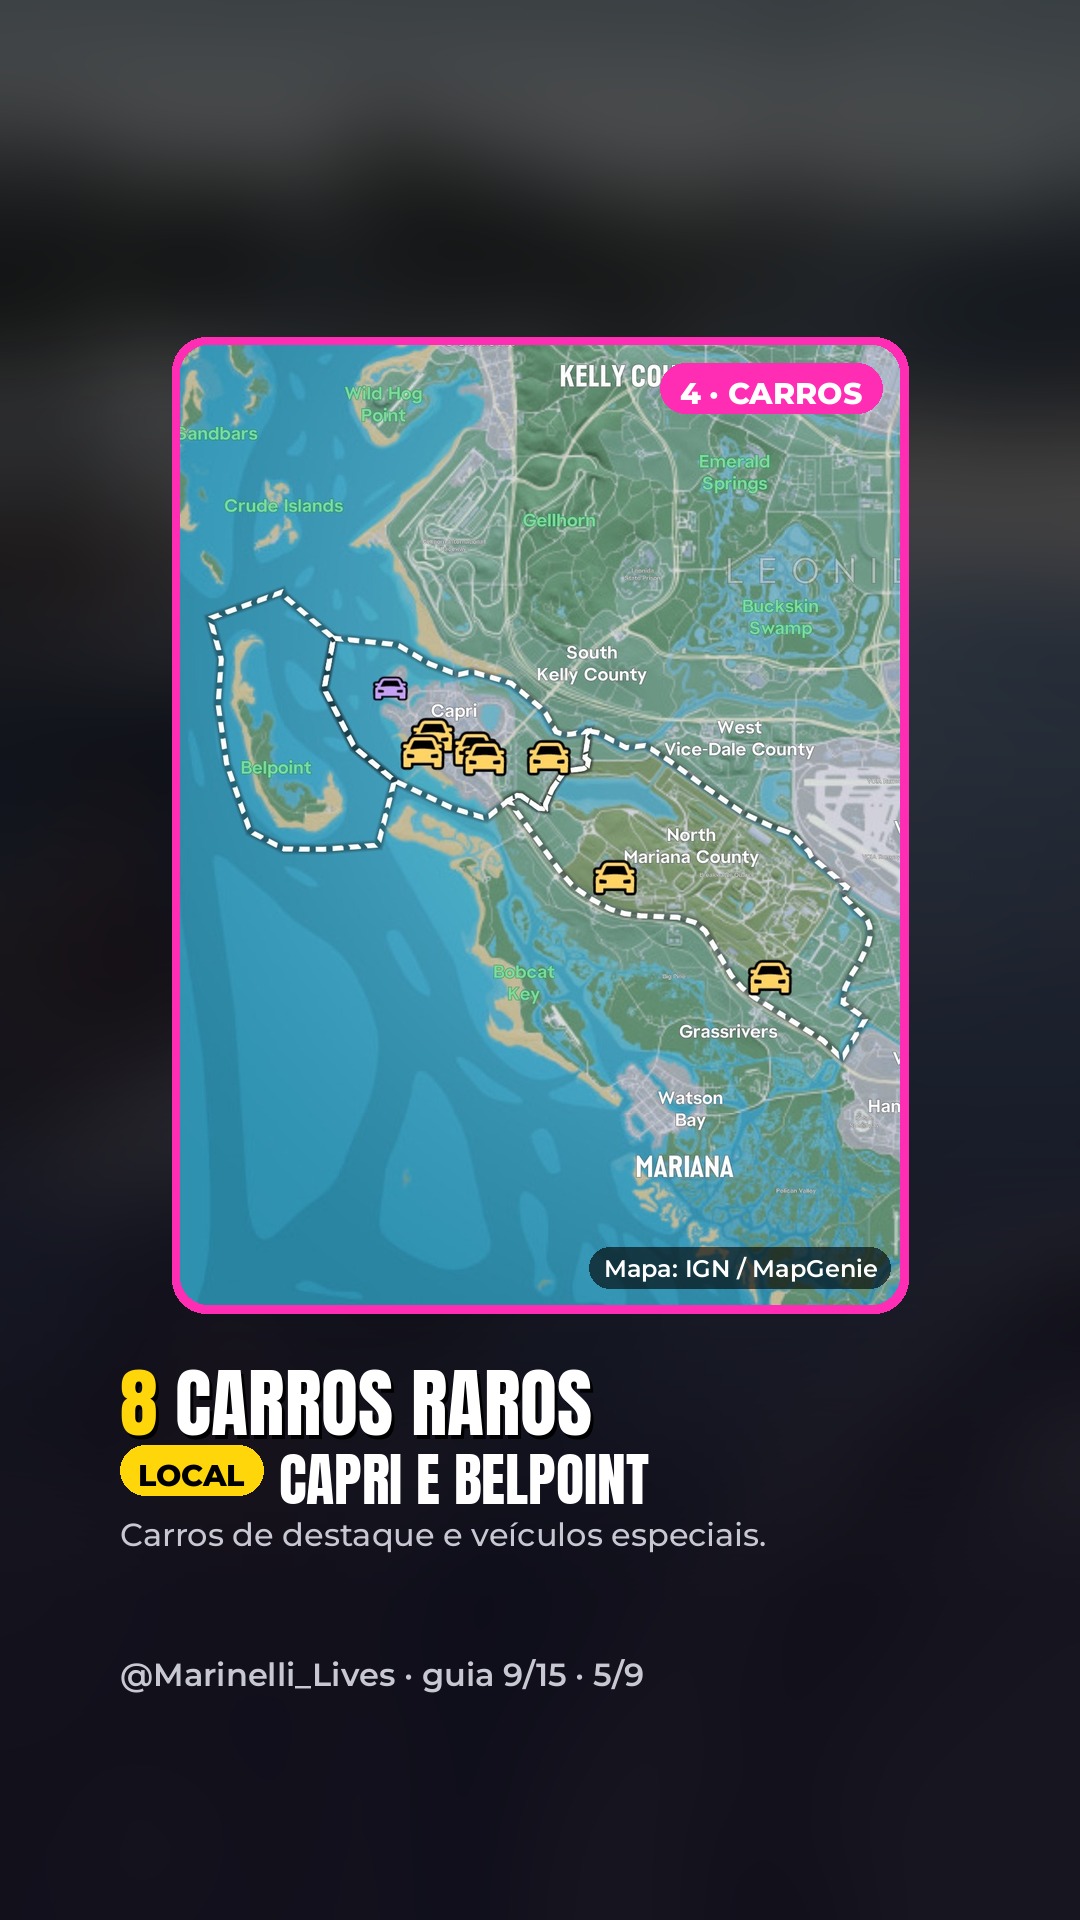 KELLY COU
4 · CARROS
Wild Hog
Point
Sandbars
Emerald
Springs
Crude Islands
Gellhorn
LEONID
Buckskin
Swamp
South
Kelly County
Capri
West
Vice-Dale County
Belpoint
North
Mariana County
Bobcat
Key
Grassrivers
Watson
Bay
Han
MARIANA
Mapa: IGN / MapGenie
8 CARROS RAROS
LOCAL CAPRI E BELPOINT
Carros de destaque e veículos especiais.
@Marinelli_Lives · guia 9/15 · 5/9